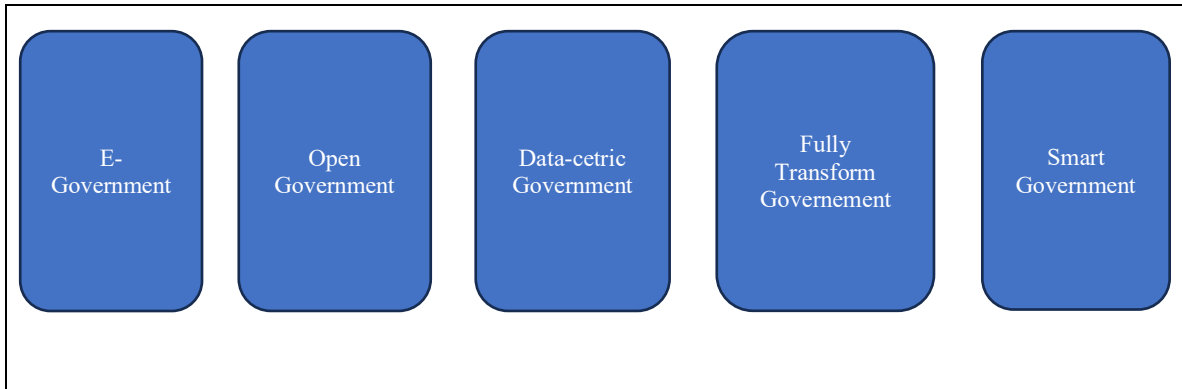 E-
Government
Open
Government
Data-cetric
Government
Fully
Transform
Governement
Smart
Government